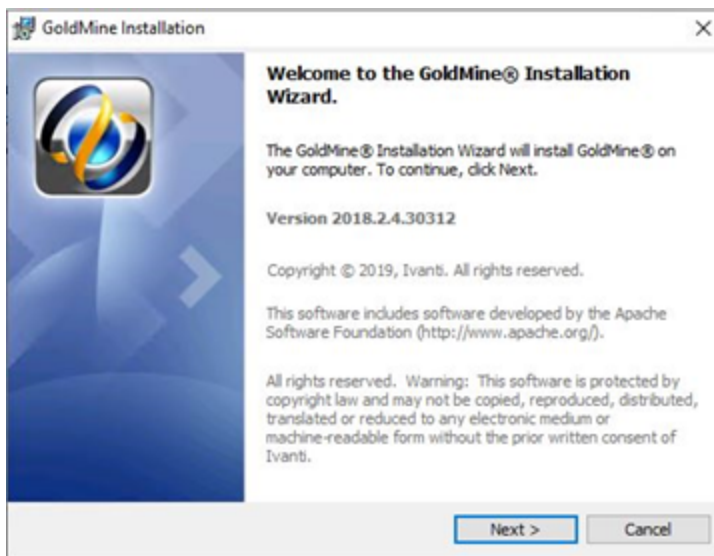 GoldMine Installation
Welcome to the GoldMine® Installation
Wizard.
The GoldMine® Installation Wizard will install GoldMine® on
your computer. To continue, click Next.
Version 2018.2.4.30312
Copyright © 2019, Ivanti. All rights reserved.
This software includes software developed by the Apache
Software Foundation (http://www.apache.org/).
All rights reserved.  Warning:  This software is protected by
copyright law and may not be copied, reproduced, distributed,
translated or reduced to any electronic medium or
machine-readable form without the prior written consent of
Ivanti.
Next >
Cancel